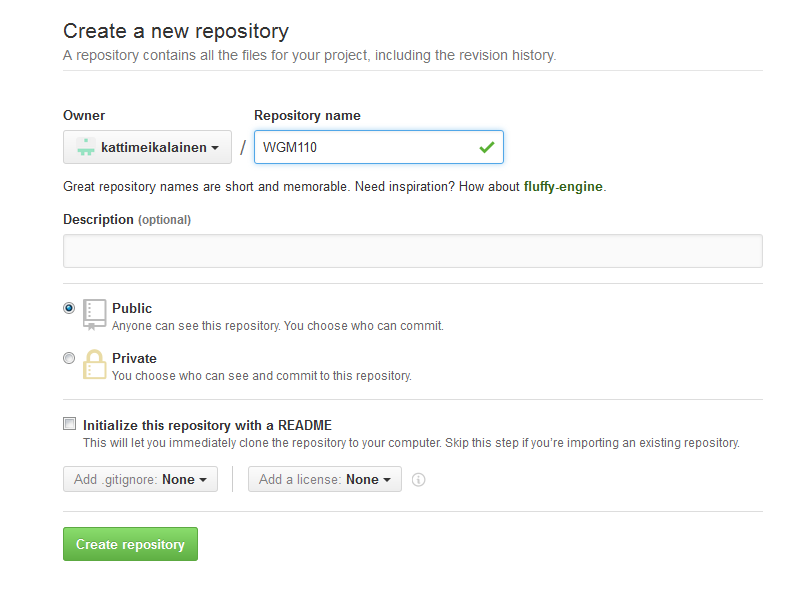 Create a new repository
A repository contains all the files for your project, including the revision history.
Owner Repository name
kattimeikalainen / WGM110
Great repository names are short and memorable. Need inspiration? How about fluffy-engine.
Description (optional)
Public
Anyone can see this repository. You choose who can commit.
Private
You choose who can see and commit to this repository.
Initialize this repository with a README
This will let you immediately clone the repository to your computer. Skip this step if you’re importing an existing repository.
Add .gitignore: None Add a license: None
Create repository